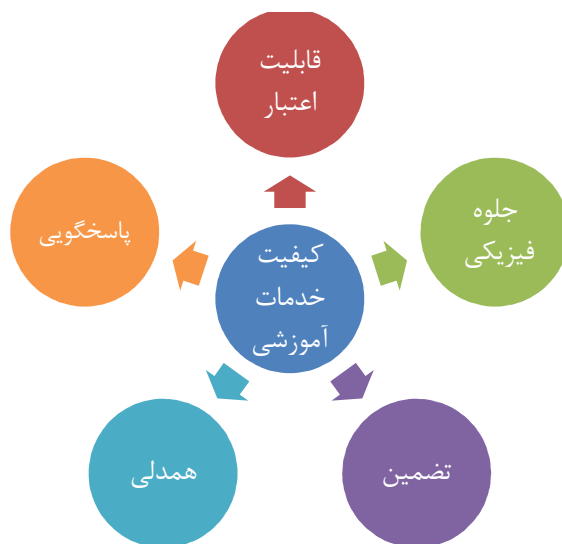 قابلیت
اعتبار
جلوه
فیزیکی
پاسخگویی
کیفیت
خدمات
آموزشی
تضمین
همدلی